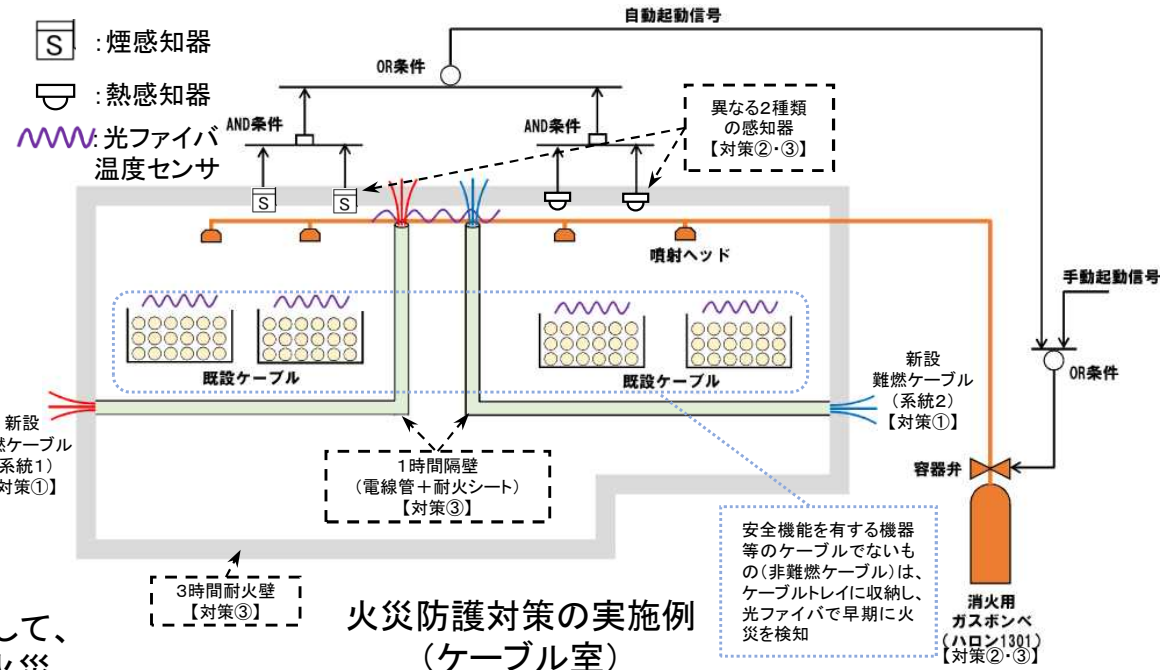 自動起動信号
S :煙感知器
:熱感知器
:光ファイバ
温度センサ
OR条件
AND条件
AND条件
異なる2種類
の感知器
【対策②・③】
S
S
噴射ヘッド
手動起動信号
既設ケーブル
既設ケーブル
OR条件
新設
難燃ケーブル
(系統2)
【対策①】
新設
燃ケーブル
系統1)
対策①】
1時間隔壁
(電線管+耐火シート)
【対策③】
容器弁
安全機能を有する機器
等のケーブルでないも
の(非難燃ケーブル)は、
ケーブルトレイに収納し、
光ファイバで早期に火
災を検知
3時間耐火壁
【対策③】
消火用
ガスボンベ
(ハロン1301)
【対策②・③】
火災防護対策の実施例
(ケーブル室)
して、